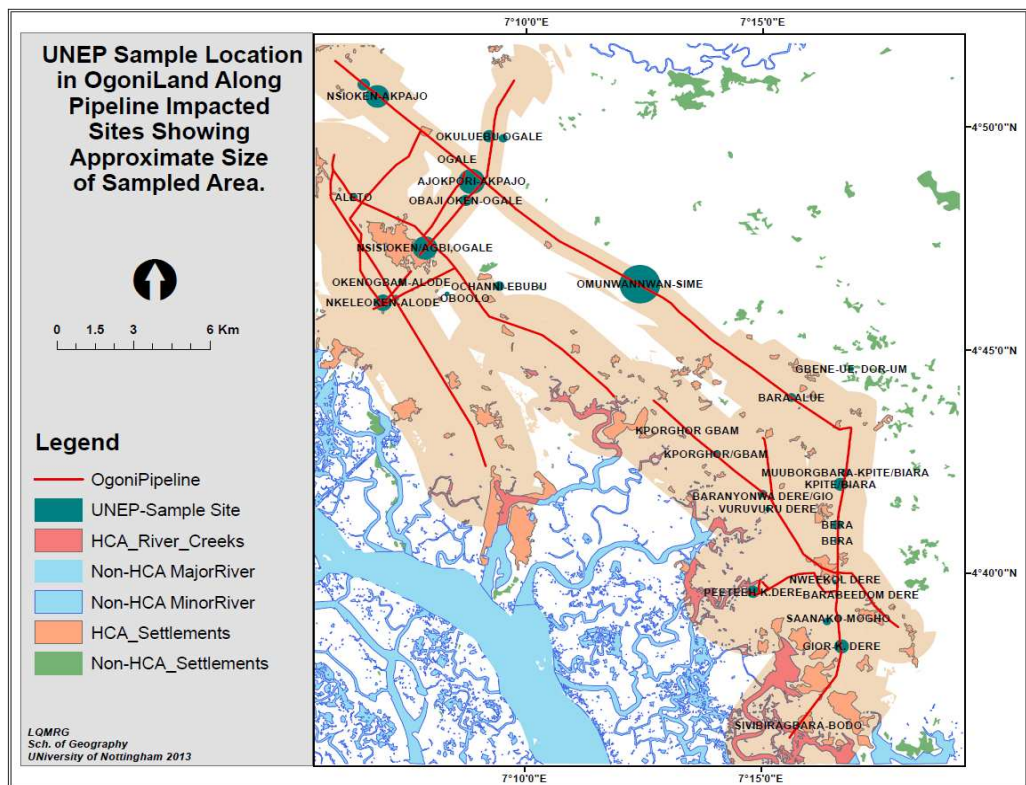 UNEP Sample Location
in OgoniLand Along
Pipeline Impacted
Sites Showing
Approximate Size
of Sampled Area.
0 1.5 3 6 Km
Legend
OgoniPipeline
UNEP-Sample Site
HCA_River_Creeks
Non-HCA MajorRiver
Non-HCA MinorRiver
HCA_Settlements
Non-HCA_Settlements
LQMRG
Sch. of Geography
UNiversity of Nottingham 2013
7°10'0"E 7°15'0"E
NSIOKEN-AKPAJO
4°50'0"N
OKULUEBU-OGALE
OGALE
AJOKPORI-AKPAJO
ALETO
OBAJI OKEN-OGALE
NSISIOKEN/AGBI,OGALE
OKENOGBAM-ALODE
OCHANNI-EBUBU
OMUNWANNWAN-SIME
OBOOLO
NKELEOKEN-ALODE
4°45'0"N
GBENE-UE, DOR-UM
BARA-ALUE
KPORGHOR GBAM
KPORGHOR/GBAM
MUUBORGBARA-KPITE/BIARA
KPITE/BIARA
BARANYONWA DERE/GIO
VURUVURU DERE
BERA
BERA
4°40'0"N
NWEEKOL DERE
PEETEEH-K.DERE
BARABEEDOM DERE
SAANAKO-MOGHO
GIOR-K. DERE
SIVIBIRAGBARA-BODO
7°10'0"E 7°15'0"E